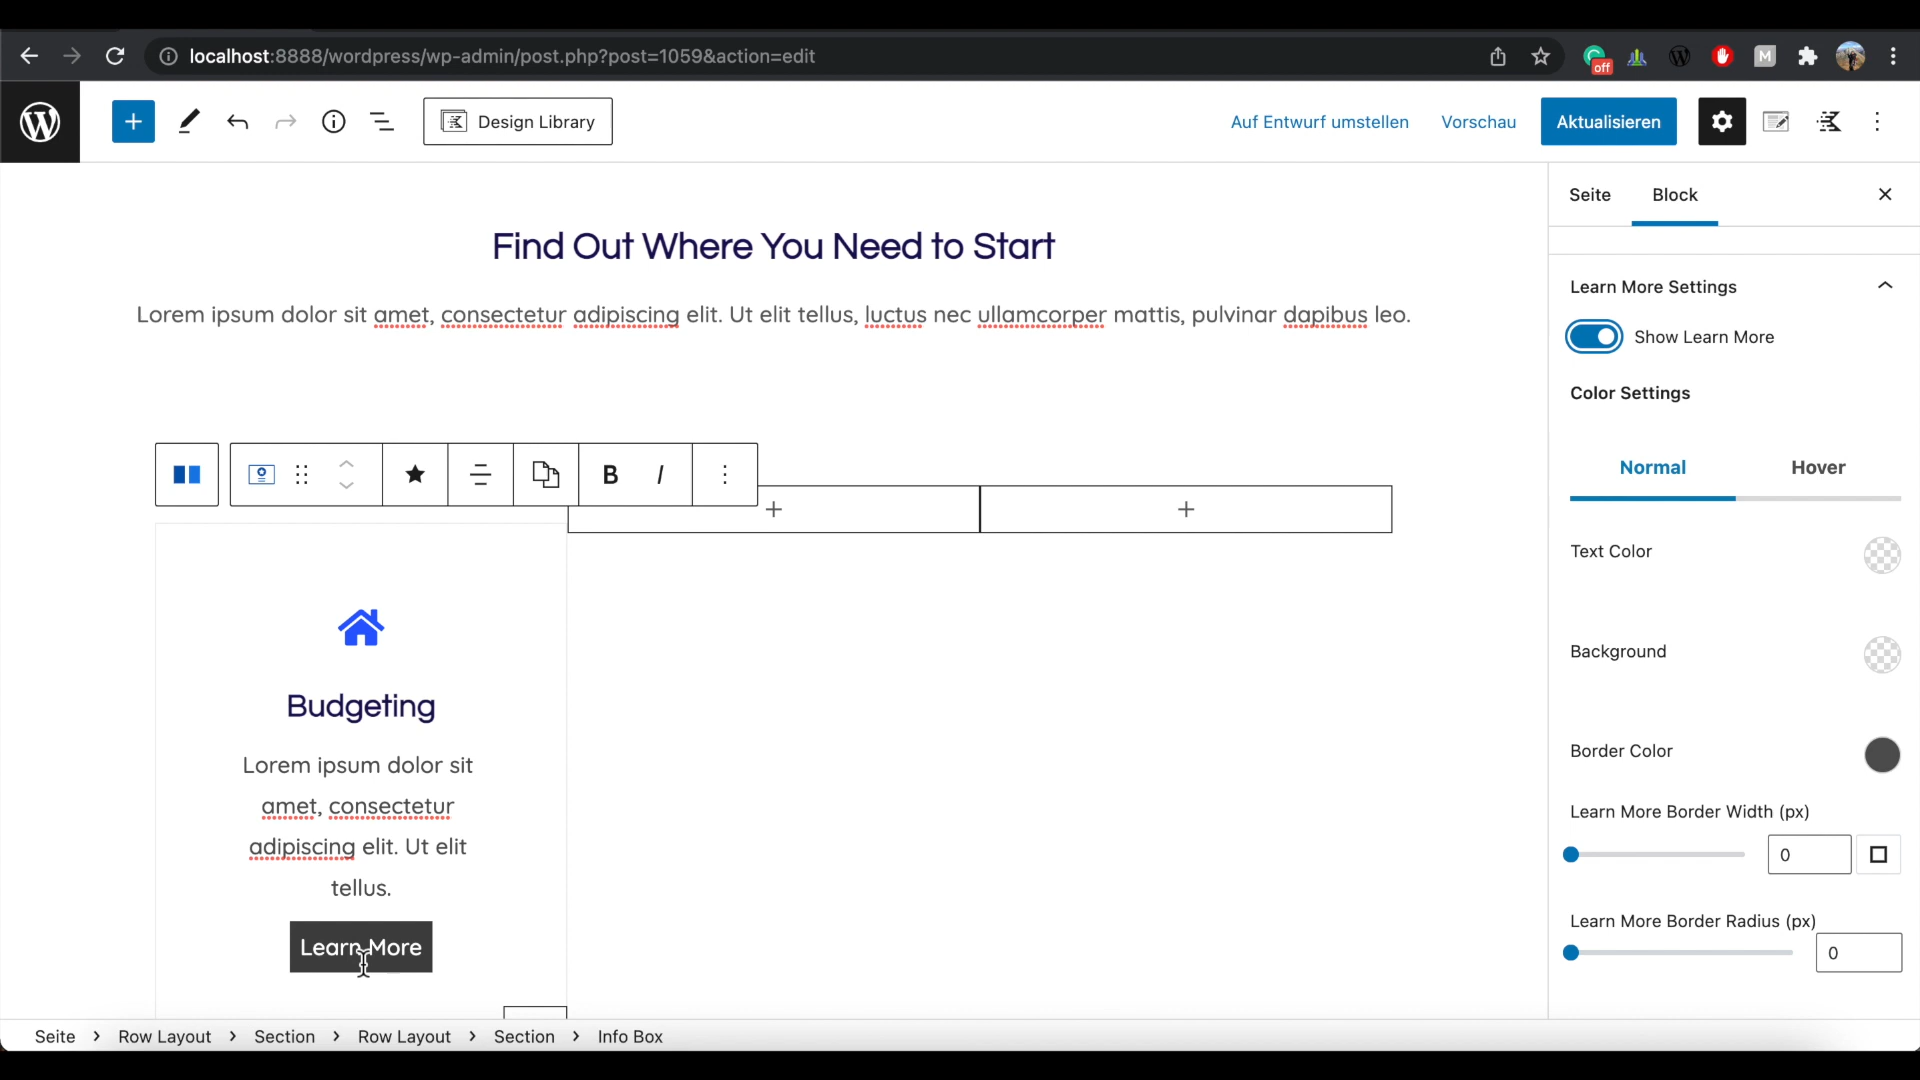 localhost:8888/wordpress/wp-admin/post.php?post=1059&action=edit
off
M
Design Library
Auf Entwurf umstellen
Vorschau
Aktualisieren
Seite
Block
Find Out Where You Need to Start
Lorem ipsum dolor sit amet, consectetur adipiscing elit. Ut elit tellus, luctus nec ullamcorper mattis, pulvinar dapibus leo.
B I
Budgeting
Lorem ipsum dolor sit
amet, consectetur
adipiscing elit. Ut elit
tellus.
Learn More
Learn More Settings
Show Learn More
Color Settings
Normal
Hover
Text Color
Background
Border Color
Learn More Border Width (px)
0
Learn More Border Radius (px)
0
Seite > Row Layout > Section > Row Layout > Section > Info Box